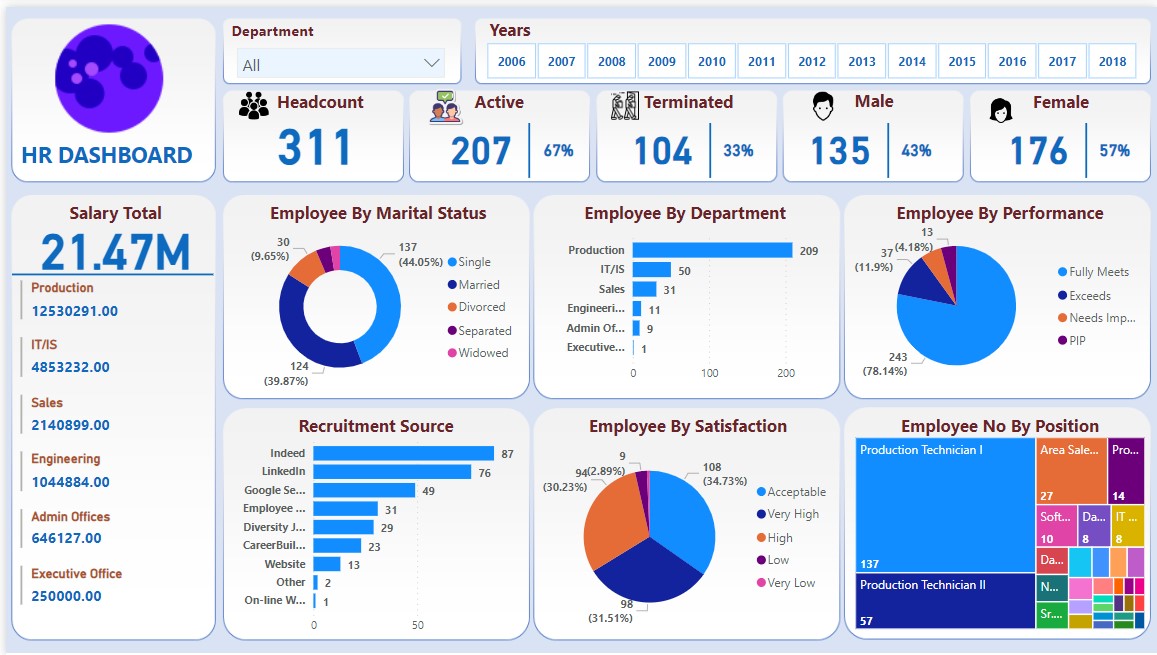 HR DASHBOARD
Department
All
Years
2006 2007 2008 2009 2010 2011 2012 2013 2014 2015 2016 2017 2018
Headcount
311
Active
207 67%
Terminated
104 33%
Male
135 43%
Female
176 57%
Salary Total
21.47M
Production
12530291.00
IT/IS
4853232.00
Sales
2140899.00
Engineering
1044884.00
Admin Offices
646127.00
Executive Office
250000.00
Employee By Marital Status
30
(9.65%)
137
(44.05%)
124
(39.87%)
Single
Married
Divorced
Separated
Widowed
Employee By Department
Production 209
IT/IS 50
Sales 31
Engineeri... 11
Admin Of... 9
Executive... 1
0 100 200
Employee By Performance
13
(4.18%)
37
(11.9%)
243
(78.14%)
Fully Meets
Exceeds
Needs Imp...
PIP
Recruitment Source
Indeed 87
LinkedIn 76
Google Se... 49
Employee ... 31
Diversity J... 29
CareerBuil... 23
Website 13
Other 2
On-line W... 1
0 50
Employee By Satisfaction
9
(2.89%)
94
(30.23%)
108
(34.73%)
98
(31.51%)
Acceptable
Very High
High
Low
Very Low
Employee No By Position
Production Technician I
137
Production Technician II
57
Area Sale...
27
Pro...
14
Soft...
10
Da...
8
IT ...
8
Da...
N...
Sr....